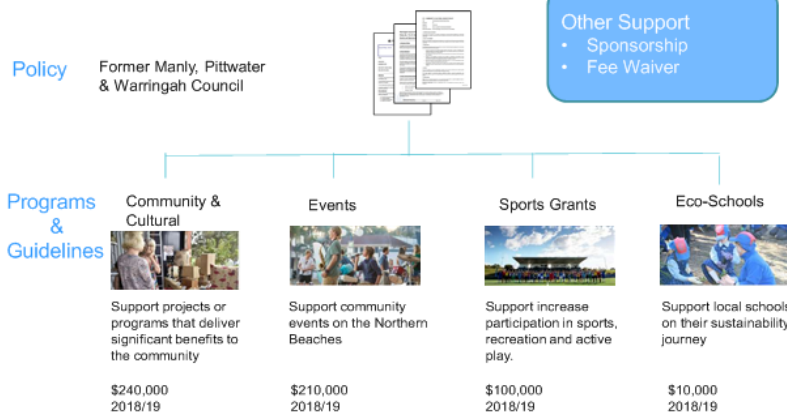 Other Support
• Sponsorship
• Fee Waiver
Policy
Former Manly, Pittwater
& Warringah Council
Programs
&
Guidelines
Community &
Cultural
Support projects or
programs that deliver
significant benefits to
the community
$240,000
2018/19
Events
Support community
events on the Northern
Beaches
$210,000
2018/19
Sports Grants
Support increase
participation in sports,
recreation and active
play.
$100,000
2018/19
Eco-Schools
Support local schools
on their sustainability
journey
$10,000
2018/19